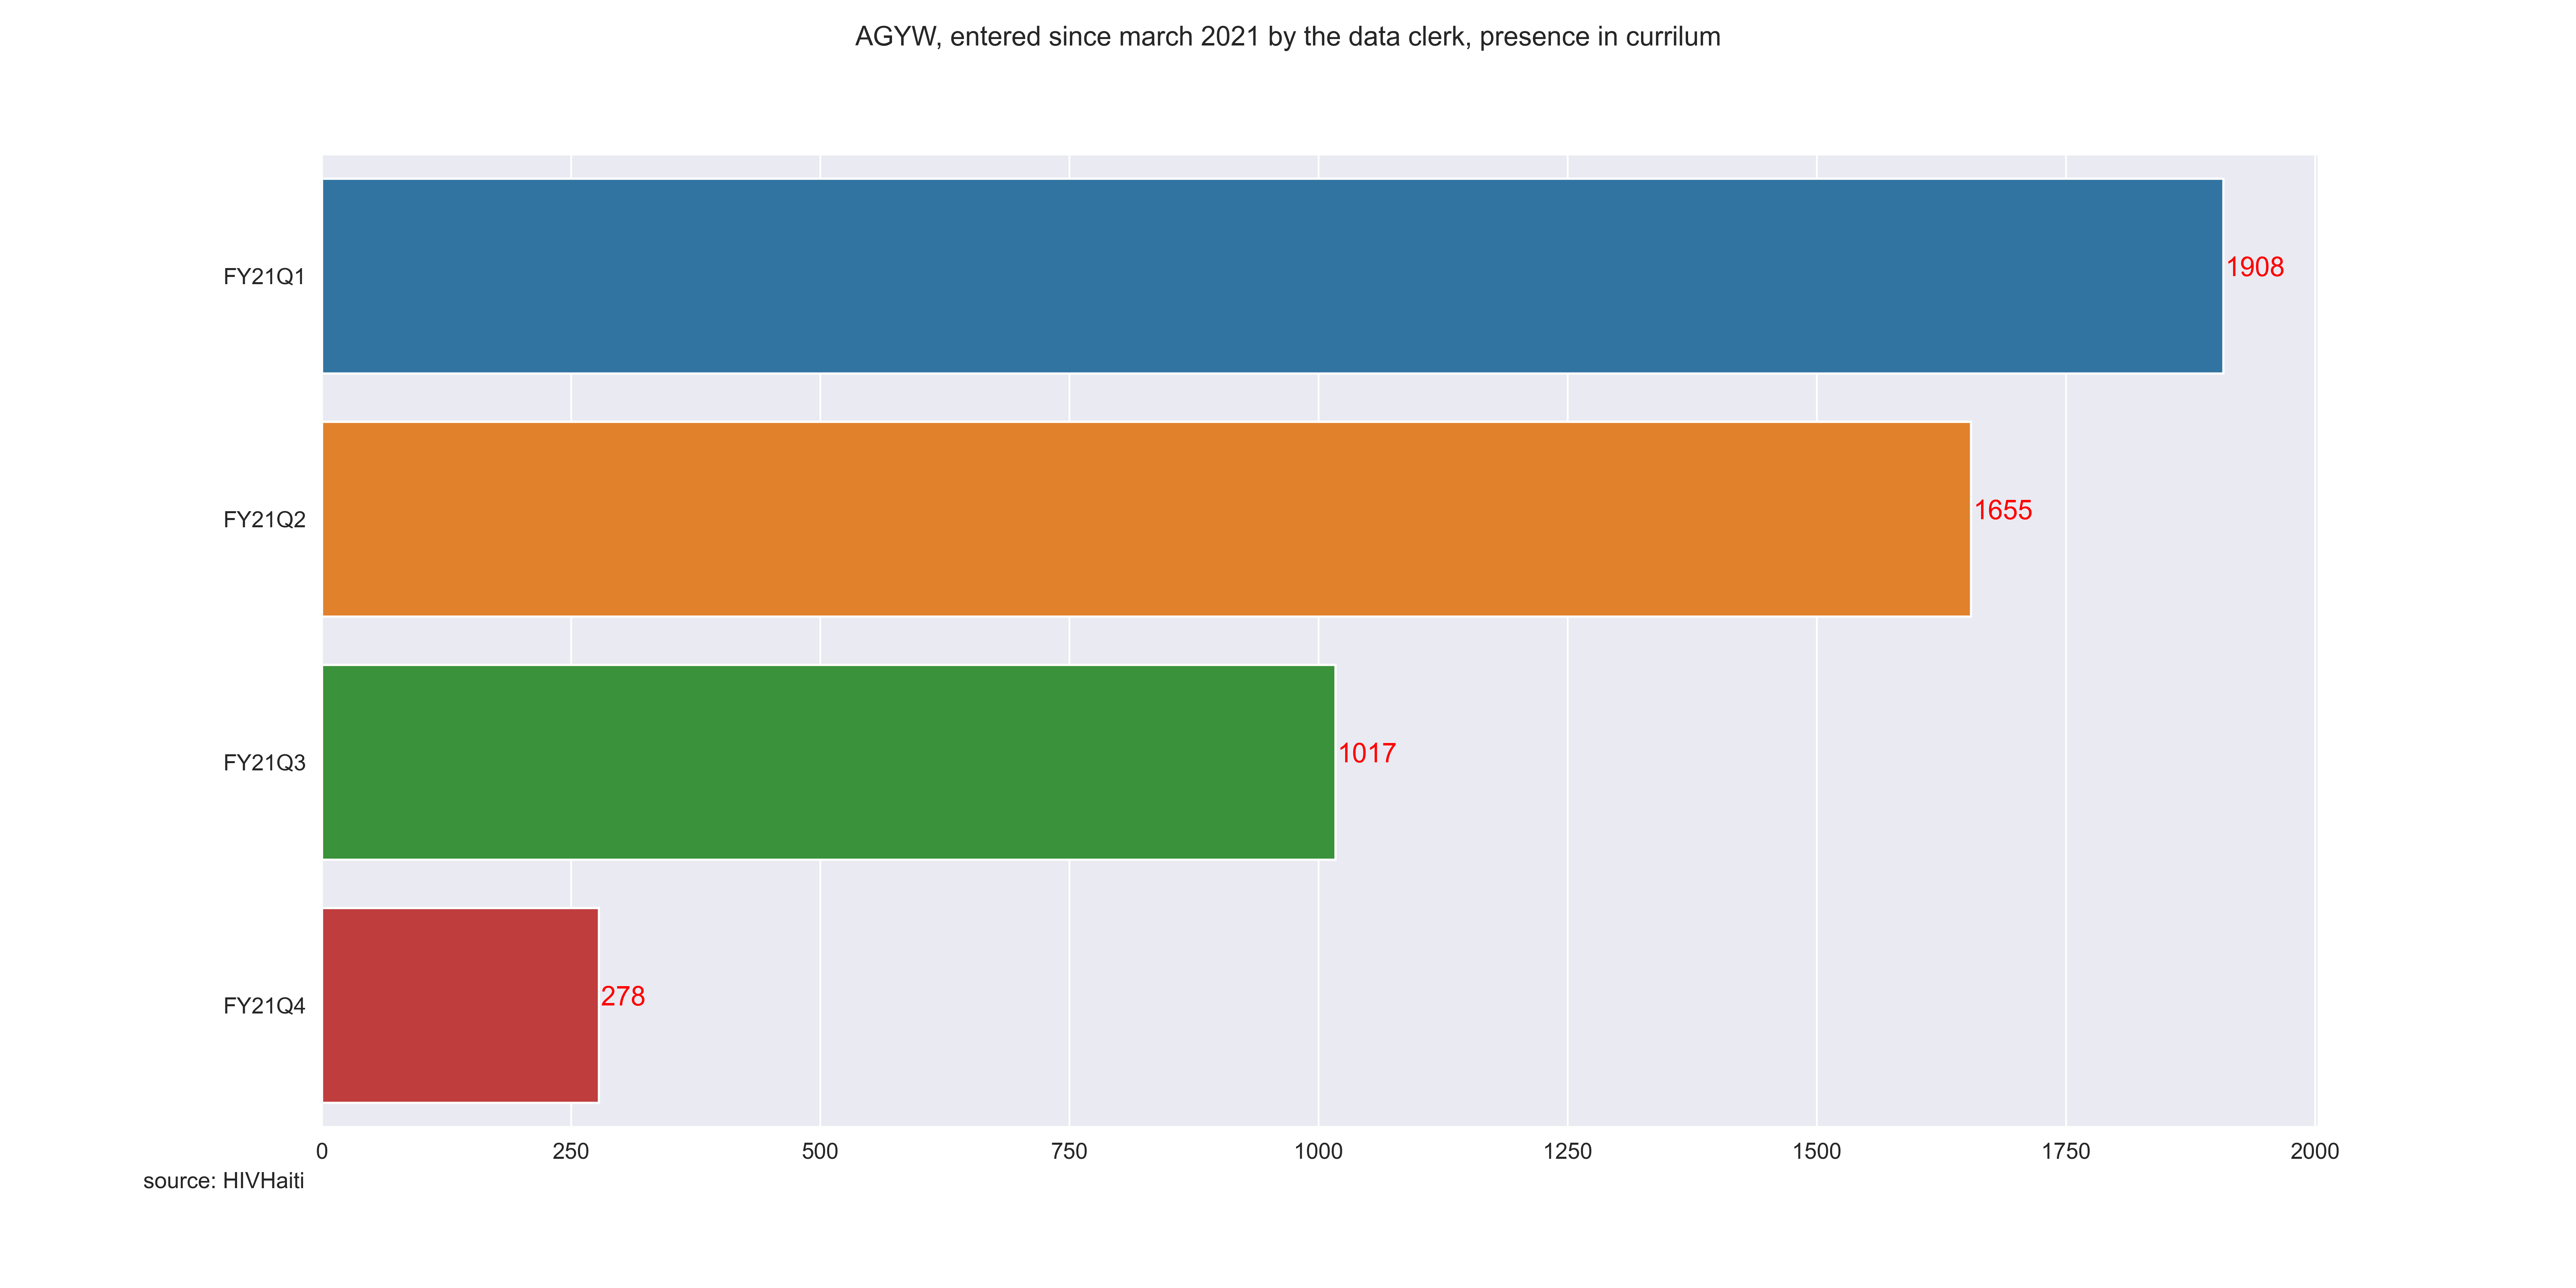 AGYW, entered since march 2021 by the data clerk, presence in currilum
FY21Q1
1908
FY21Q2
1655
FY21Q3
1017
FY21Q4
278
0 250 500 750 1000 1250 1500 1750 2000
source: HIVHaiti